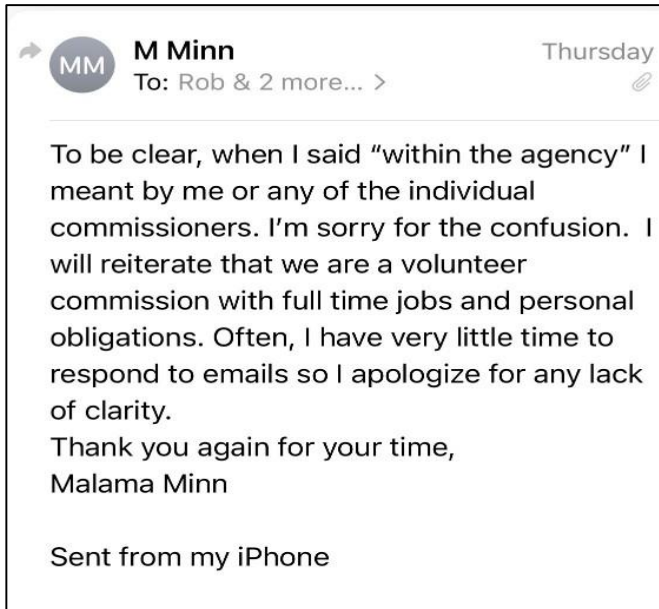 MM
M Minn
Thursday
To: Rob & 2 more... >
To be clear, when I said “within the agency” I
meant by me or any of the individual
commissioners. I’m sorry for the confusion.  I
will reiterate that we are a volunteer
commission with full time jobs and personal
obligations. Often, I have very little time to
respond to emails so I apologize for any lack
of clarity.
Thank you again for your time,
Malama Minn
Sent from my iPhone